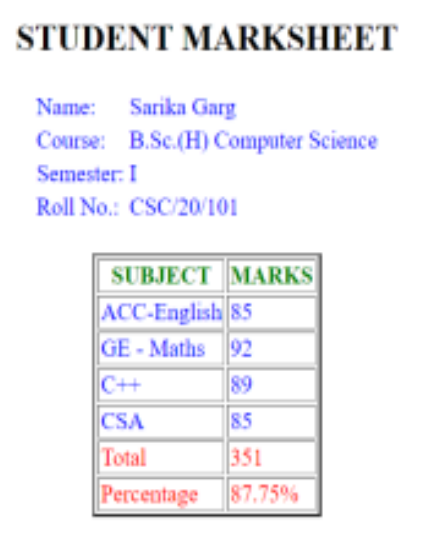 STUDENT MARKSHEET
Name: Sarika Garg
Course: B.Sc.(H) Computer Science
Semester: I
Roll No.: CSC/20/101
SUBJECT MARKS
ACC-English 85
GE - Maths 92
C++ 89
CSA 85
Total 351
Percentage 87.75%